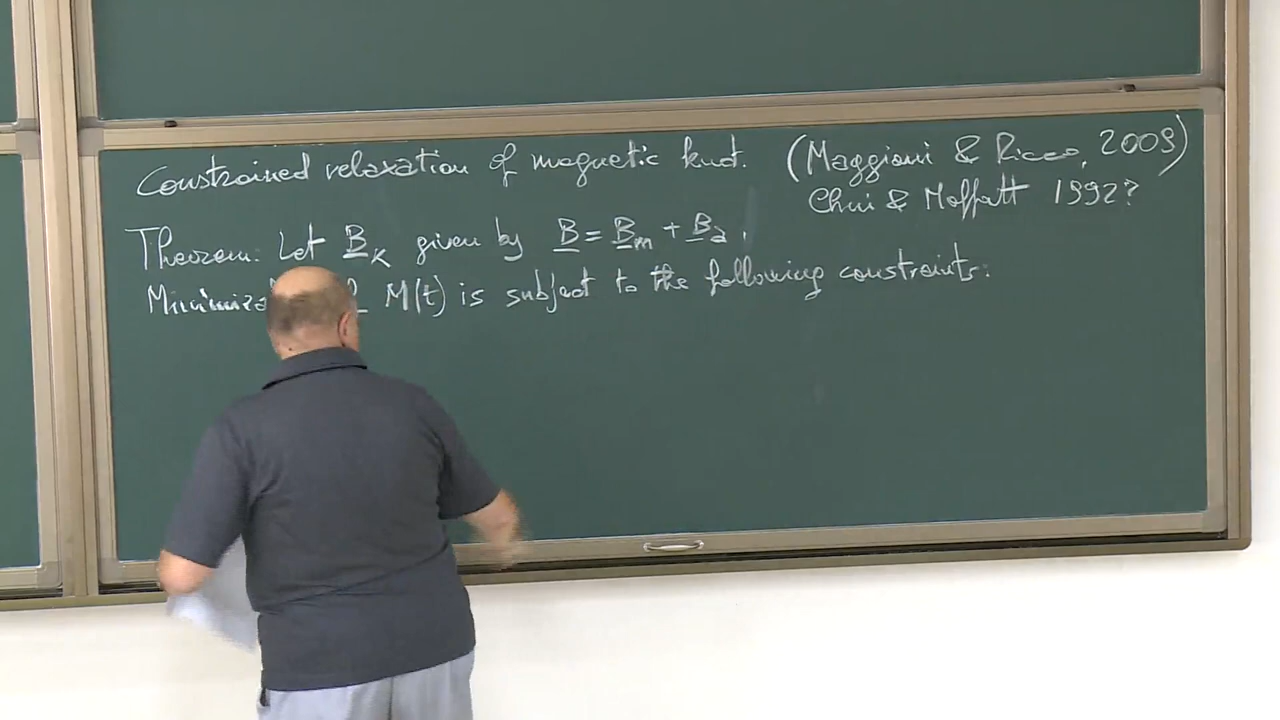 Constrained relaxation of magnetic knot. (Maggioni & Ricca, 2009)
Chui & Moffatt 1992?
Theorem: Let B_K given by B = B_m + B_a.
M(t) is subject to the following constraints: